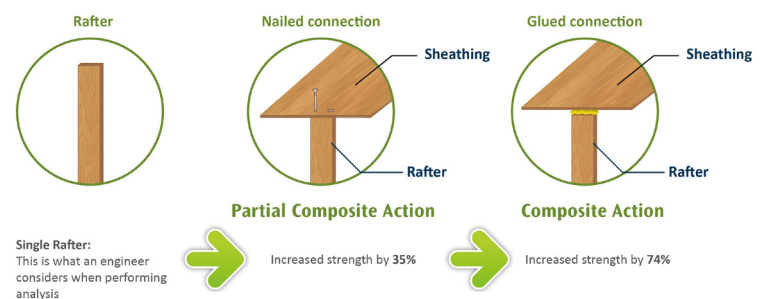 Rafter
Nailed connection
Glued connection
Sheathing
Sheathing
Rafter
Rafter
Partial Composite Action
Composite Action
Single Rafter:
This is what an engineer
considers when performing
analysis
Increased strength by 35%
Increased strength by 74%